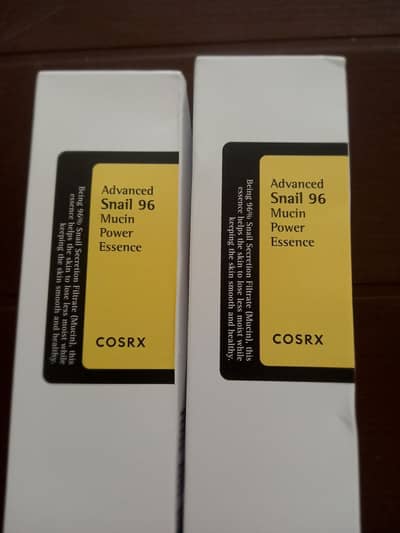 Advanced
Snail 96
Mucin
Power
Essence
COSRX
Being 96% Snail Secretion Filtrate (Mucin), this
essence helps the skin to lose less moist while
keeping the skin smooth and healthy.
Advanced
Snail 96
Mucin
Power
Essence
COSRX
Being 96% Snail Secretion Filtrate (Mucin), this
essence helps the skin to lose less moist while
keeping the skin smooth and healthy.